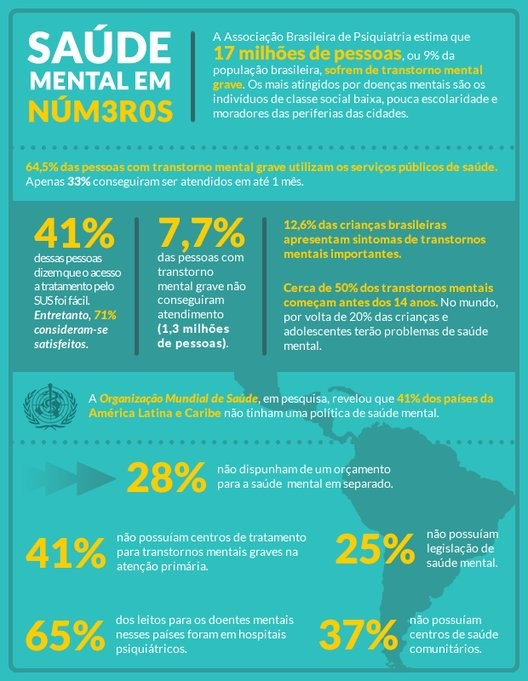 SAÚDE
MENTAL EM
NÚM3R0S
A Associação Brasileira de Psiquiatria estima que
17 milhões de pessoas, ou 9% da
população brasileira, sofrem de transtorno mental
grave. Os mais atingidos por doenças mentais são os
indivíduos de classe social baixa, pouca escolaridade e
moradores das periferias das cidades.
64,5% das pessoas com transtorno mental grave utilizam os serviços públicos de saúde.
Apenas 33% conseguiram ser atendidos em até 1 mês.
41%
dessas pessoas
dizem que o acesso
a tratamento pelo
SUS foi fácil.
Entretanto, 71%
consideram-se
satisfeitos.
7,7%
das pessoas com
transtorno
mental grave não
conseguiram
atendimento
(1,3 milhões
de pessoas).
12,6% das crianças brasileiras
apresentam sintomas de transtornos
mentais importantes.
Cerca de 50% dos transtornos mentais
começam antes dos 14 anos. No mundo,
por volta de 20% das crianças e
adolescentes terão problemas de saúde
mental.
A Organização Mundial de Saúde, em pesquisa, revelou que 41% dos países da
América Latina e Caribe não tinham uma política de saúde mental.
28%
não dispunham de um orçamento
para a saúde mental em separado.
41%
não possuíam centros de tratamento
para transtornos mentais graves na
atenção primária.
25%
não possuíam
legislação de
saúde mental.
65%
dos leitos para os doentes mentais
nesses países foram em hospitais
psiquiátricos.
37%
não possuíam
centros de saúde
comunitários.